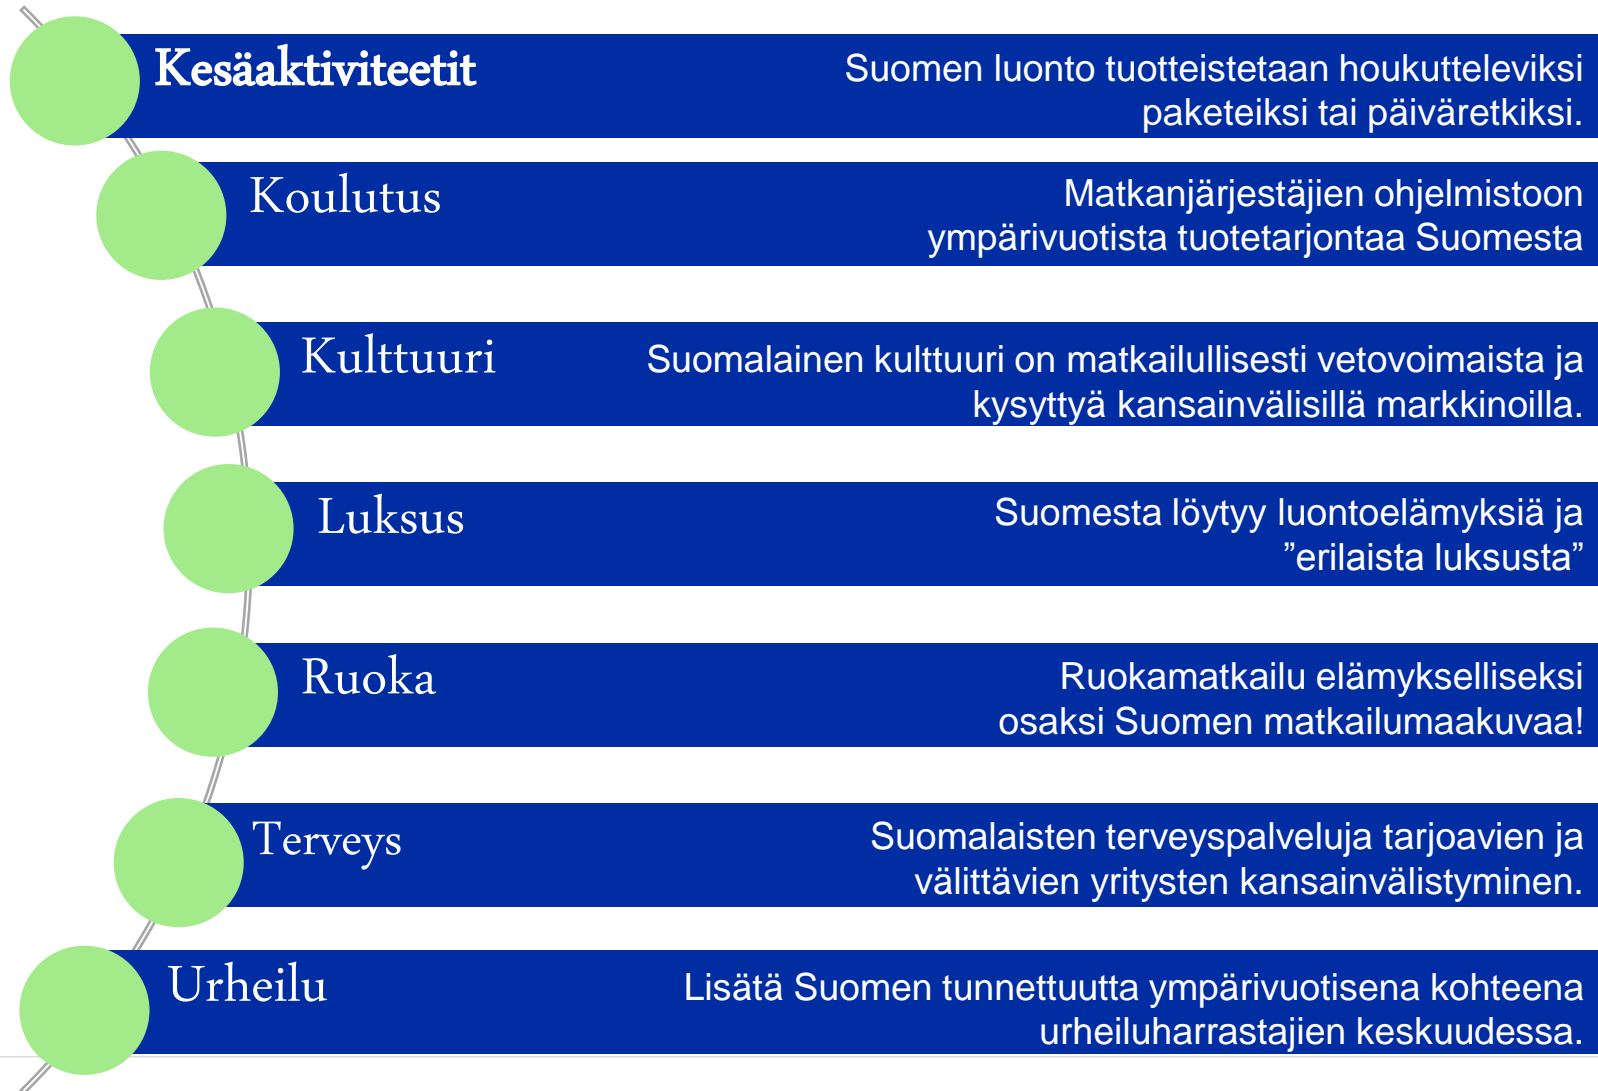 Kesäaktiviteetit
Suomen luonto tuotteistetaan houkutteleviksi
paketeiksi tai päiväretkiksi.
Koulutus
Matkanjärjestäjien ohjelmistoon
ympärivuotista tuotetarjontaa Suomesta
Kulttuuri
Suomalainen kulttuuri on matkailullisesti vetovoimaista ja
kysyttyä kansainvälisillä markkinoilla.
Luksus
Suomesta löytyy luontoelämyksiä ja
”erilaista luksusta”
Ruoka
Ruokamatkailu elämykselliseksi
osaksi Suomen matkailumaakuvaa!
Terveys
Suomalaisten terveyspalveluja tarjoavien ja
välittävien yritysten kansainvälistyminen.
Urheilu
Lisätä Suomen tunnettuutta ympärivuotisena kohteena
urheiluharrastajien keskuudessa.